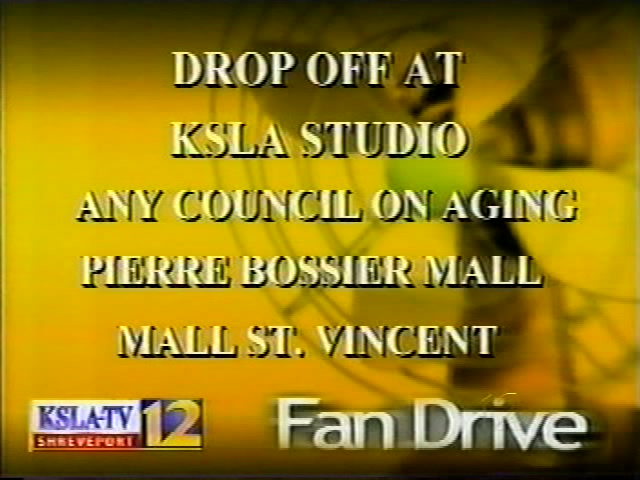 DROP OFF AT
KSLA STUDIO
ANY COUNCIL ON AGING
PIERRE BOSSIER MALL
MALL ST. VINCENT
KSLA-TV 12
SHREVEPORT
Fan Drive